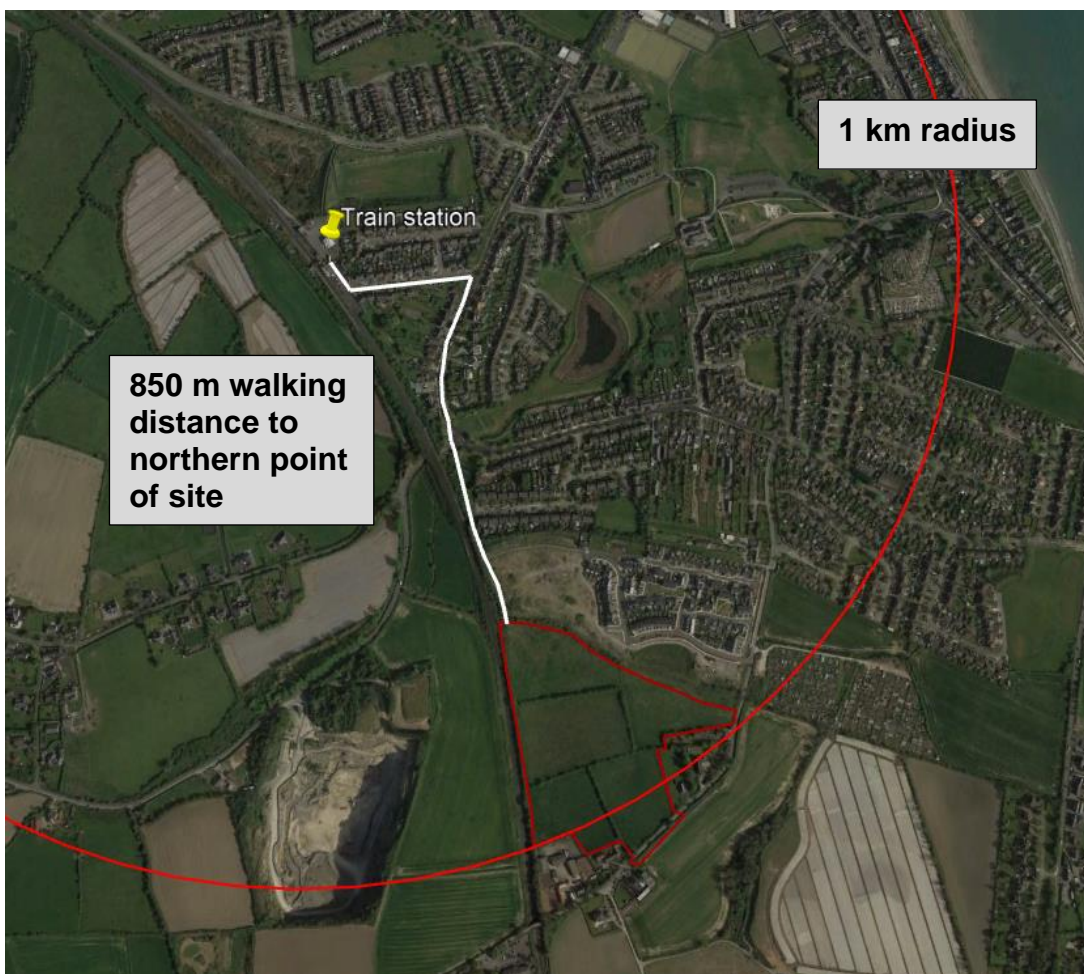 1 km radius
Train station
850 m walking
distance to
northern point
of site